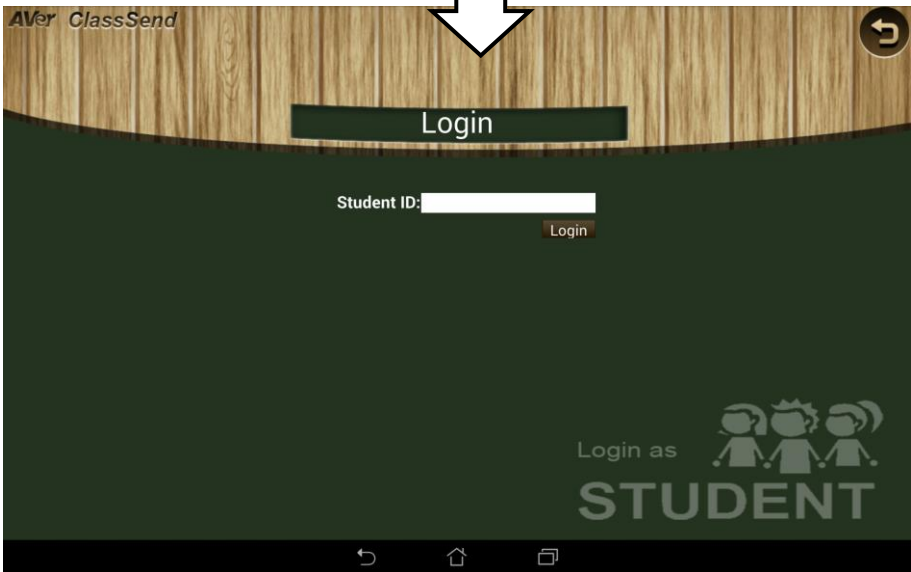 AVer ClassSend
Login
Student ID:
Login
Login as
STUDENT